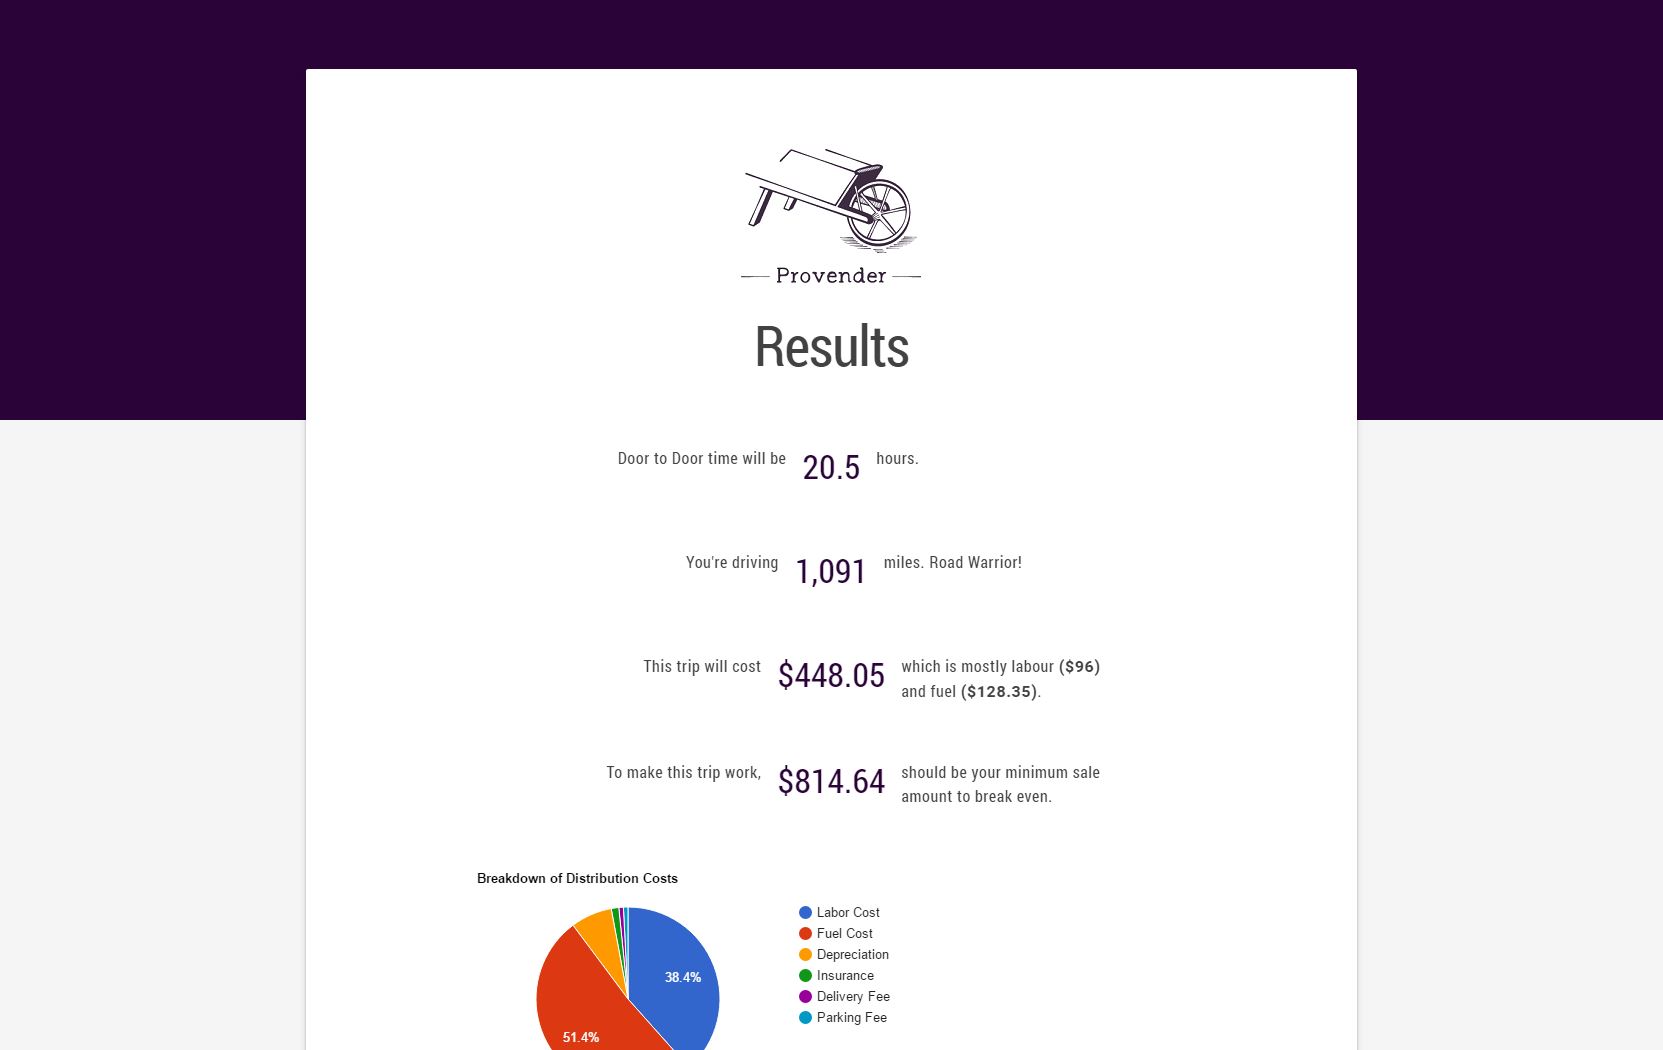 Provender
Results
Door to Door time will be 20.5 hours.
You're driving 1,091 miles. Road Warrior!
This trip will cost $448.05 which is mostly labour ($96)
and fuel ($128.35).
To make this trip work, $814.64 should be your minimum sale
amount to break even.
Breakdown of Distribution Costs
Labor Cost
Fuel Cost
Depreciation
Insurance
Delivery Fee
Parking Fee
38.4%
51.4%